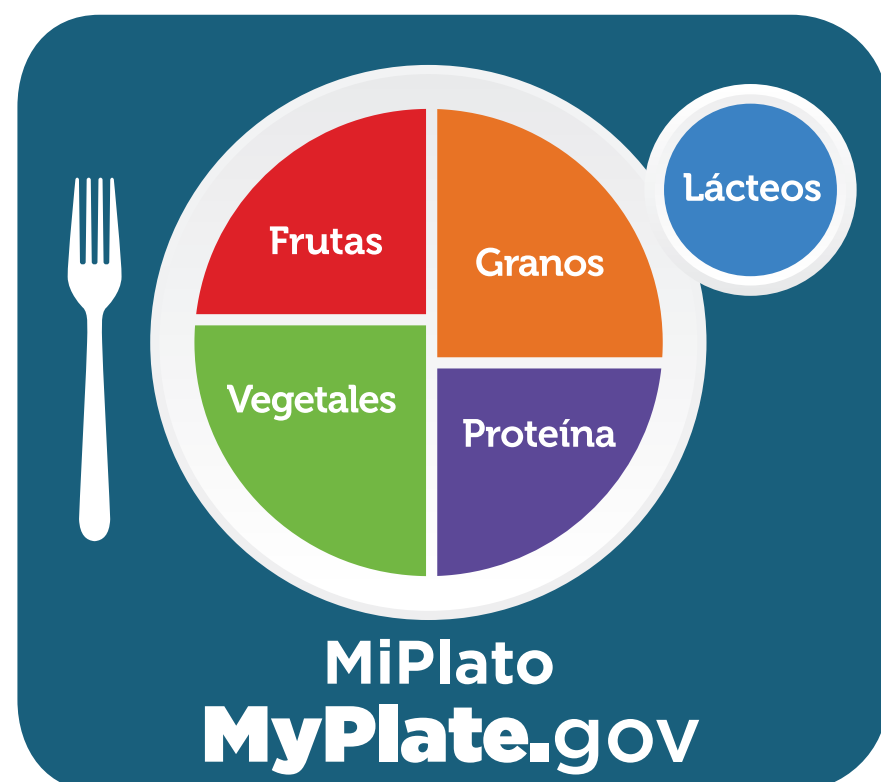 Frutas
Granos
Lácteos
Vegetales
Proteína
MiPlato
MyPlate.gov